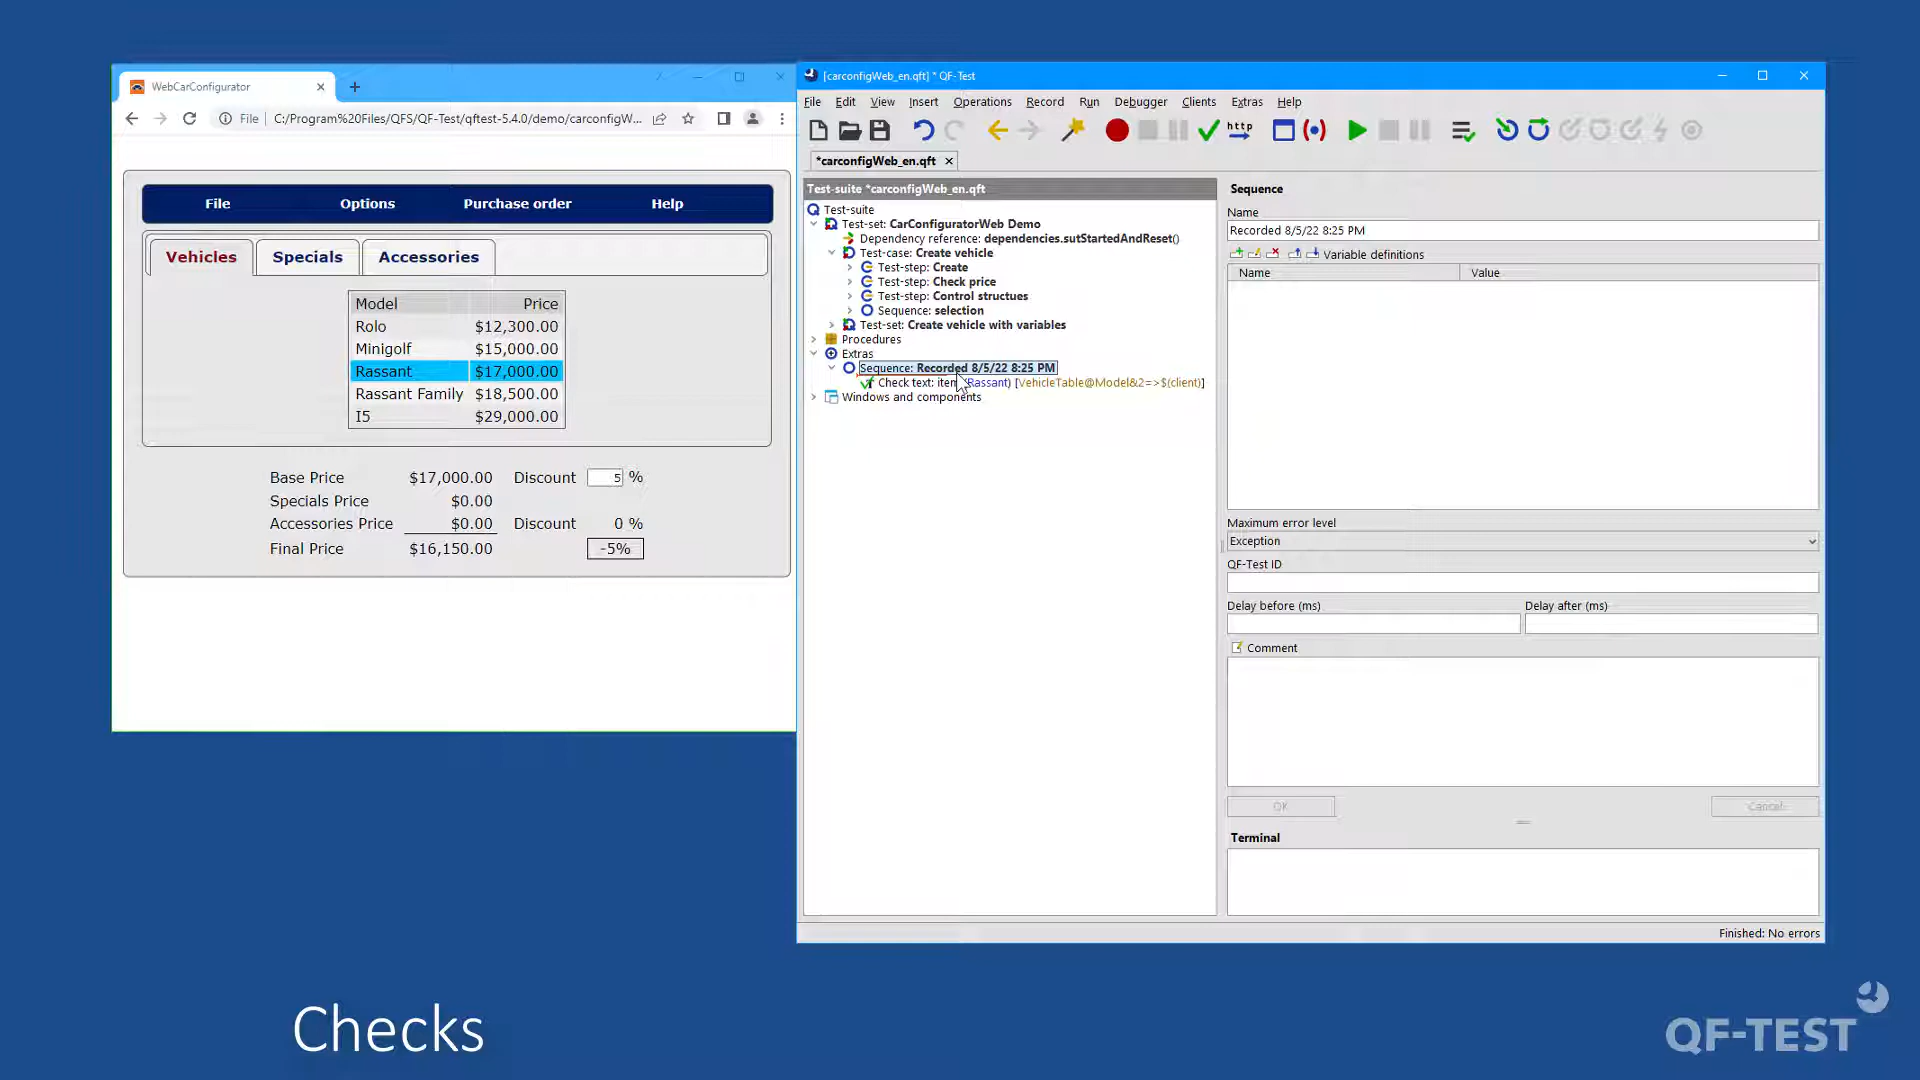 WebCarConfigurator
File C:/Program%20Files/QFS/QF-Test/qftest-5.4.0/demo/carconfigW...
File Options Purchase order Help
Vehicles Specials Accessories
Model Price
Rolo $12,300.00
Minigolf $15,000.00
Rassant $17,000.00
Rassant Family $18,500.00
I5 $29,000.00
Base Price $17,000.00 Discount 5 %
Specials Price $0.00
Accessories Price $0.00 Discount 0 %
Final Price $16,150.00 -5%
[carconfigWeb_en.qft] * QF-Test
File Edit View Insert Operations Record Run Debugger Clients Extras Help
http
*carconfigWeb_en.qft
Test-suite *carconfigWeb_en.qft
Test-suite
Test-set: CarConfiguratorWeb Demo
Dependency reference: dependencies.sutStartedAndReset()
Test-case: Create vehicle
Test-step: Create
Test-step: Check price
Test-step: Control structues
Sequence: selection
Test-set: Create vehicle with variables
Procedures
Extras
Sequence: Recorded 8/5/22 8:25 PM
Check text: item (Rassant) [VehicleTable@Model&2=>$(client)]
Windows and components
Sequence
Name
Recorded 8/5/22 8:25 PM
Variable definitions
Name Value
Maximum error level
Exception
QF-Test ID
Delay before (ms) Delay after (ms)
Comment
OK Cancel
Terminal
Finished: No errors
Checks
QF-TEST